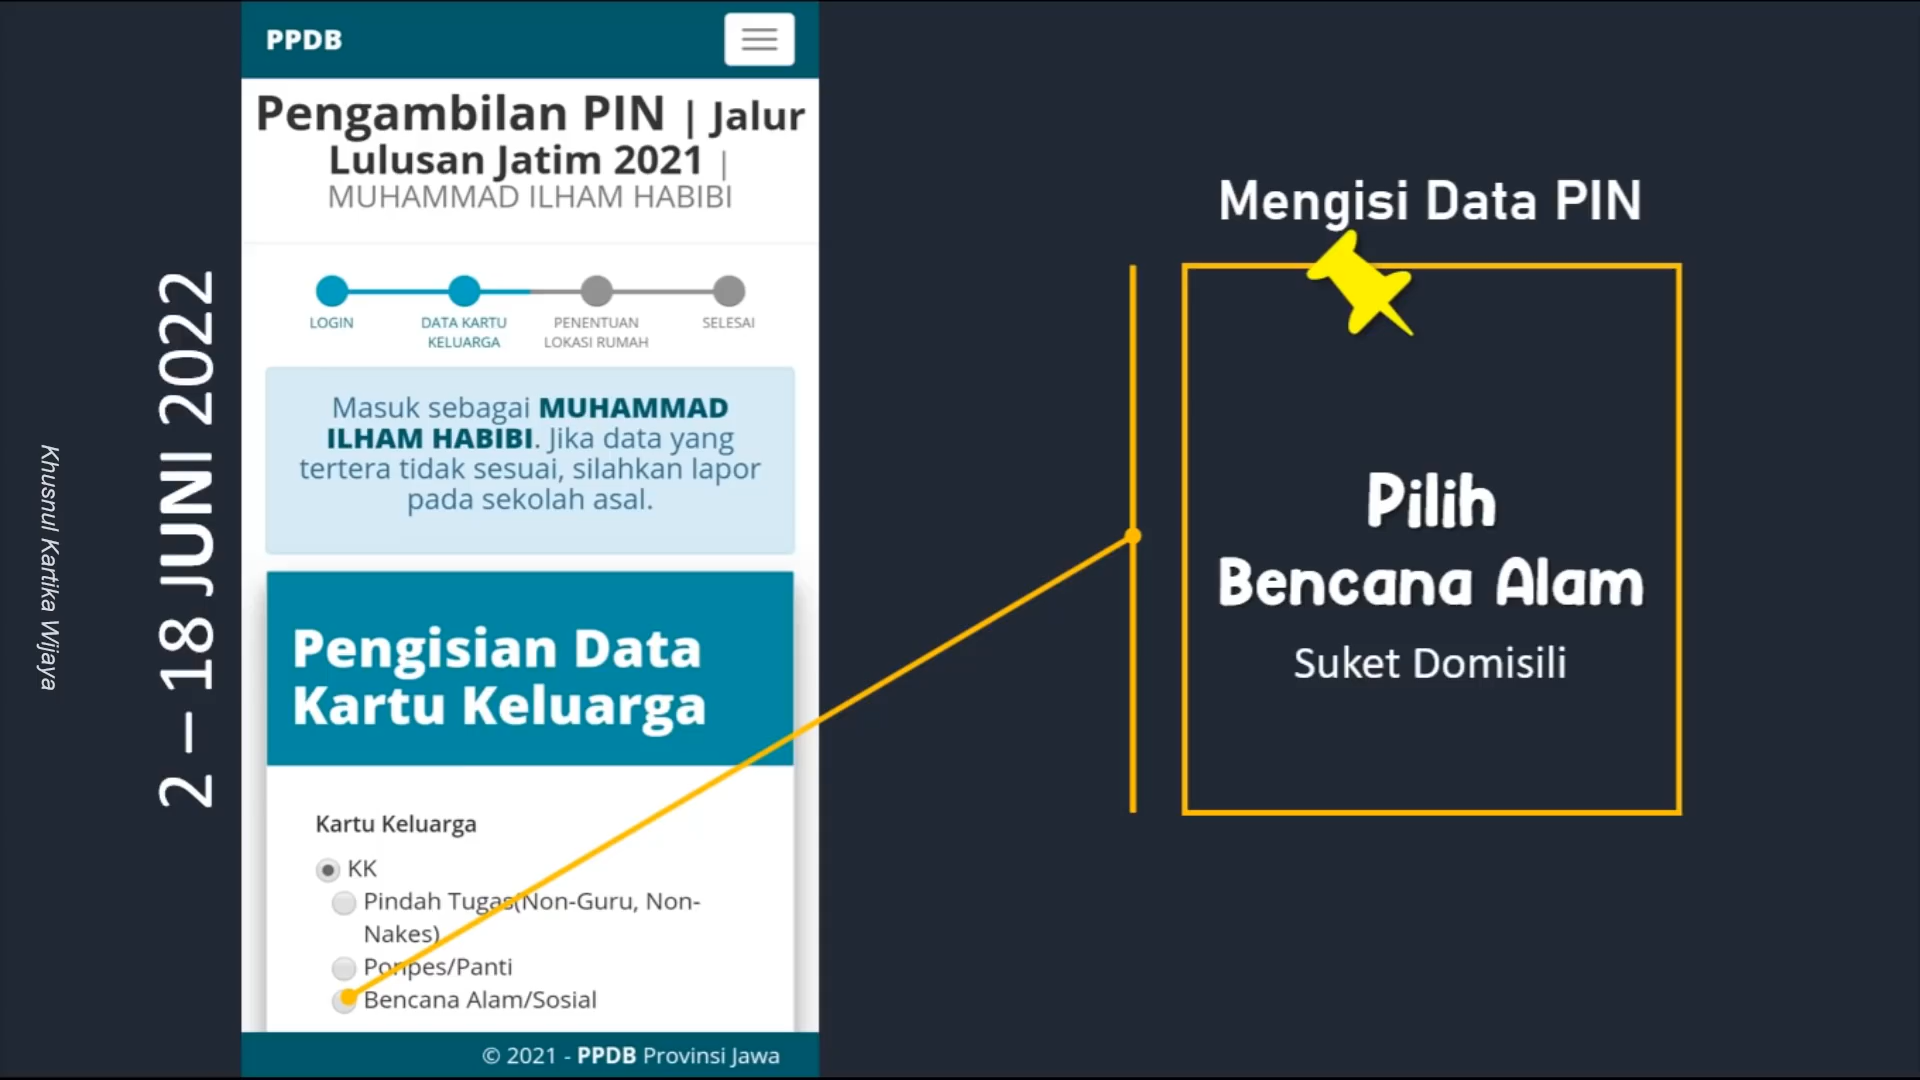 Khusnul Kartika Wijaya
2 – 18 JUNI 2022
PPDB
Pengambilan PIN | Jalur
Lulusan Jatim 2021 |
MUHAMMAD ILHAM HABIBI
LOGIN
DATA KARTU
KELUARGA
PENENTUAN
LOKASI RUMAH
SELESAI
Masuk sebagai MUHAMMAD
ILHAM HABIBI. Jika data yang
tertera tidak sesuai, silahkan lapor
pada sekolah asal.
Pengisian Data
Kartu Keluarga
Kartu Keluarga
KK
Pindah Tugas(Non-Guru, Non-
Nakes)
Ponpes/Panti
Bencana Alam/Sosial
© 2021 - PPDB Provinsi Jawa
Mengisi Data PIN
Pilih
Bencana Alam
Suket Domisili